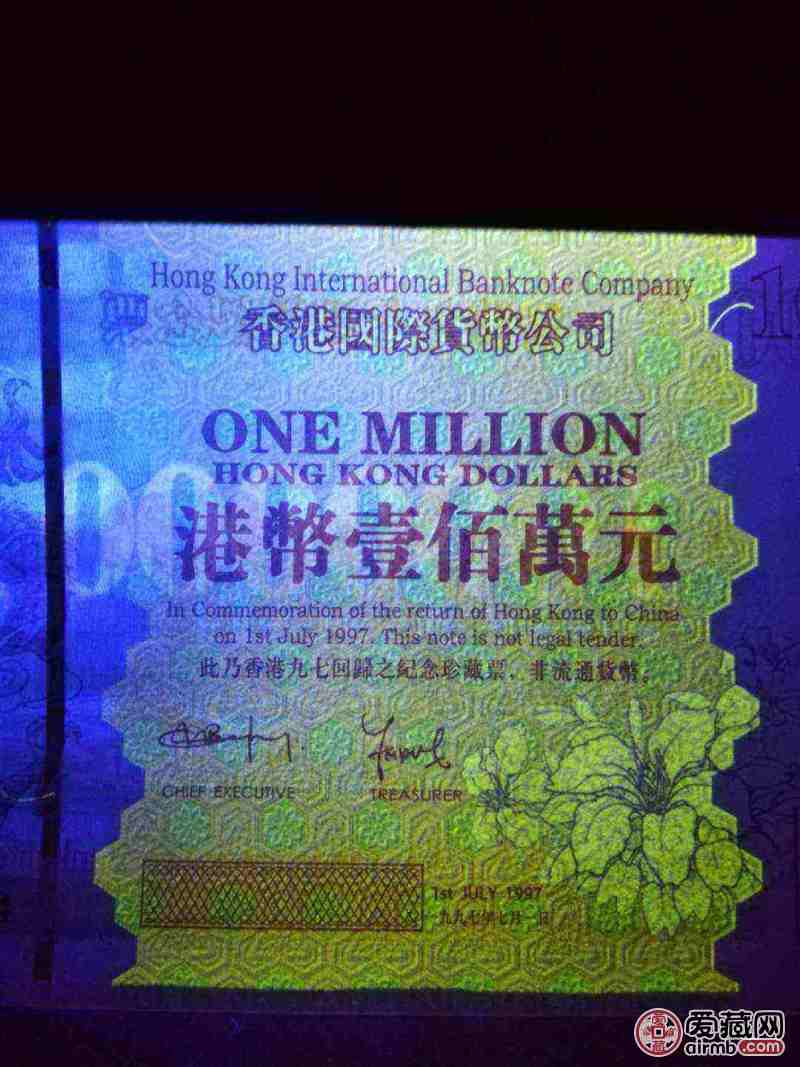 Hong Kong International Banknote Company
香港國際貨幣公司
ONE MILLION
HONG KONG DOLLARS
港幣壹佰萬元
In Commemoration of the return of Hong Kong to China
on 1st July 1997. This note is not legal tender
此乃香港九七回歸之紀念珍藏票，非流通貨幣。
CHIEF EXECUTIVE
TREASURER
1st JULY 1997
一九九七年七月一日
爱藏网
airmb.com